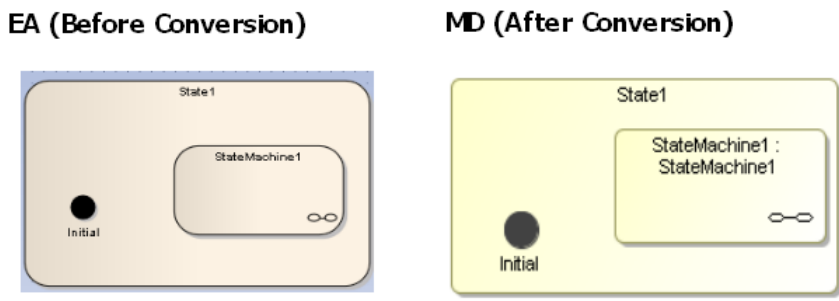 EA (Before Conversion)
MD (After Conversion)
State1
StateMachine1
Initial
State1
StateMachine1 :
StateMachine1
Initial